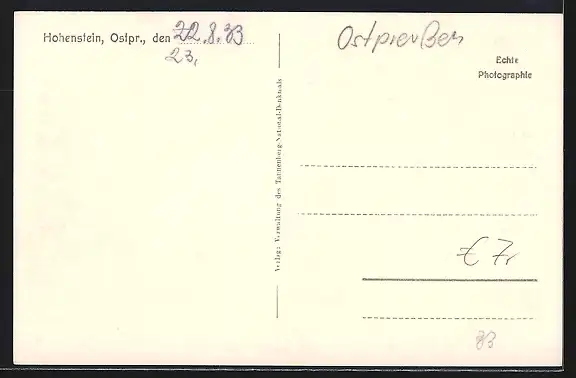 Hohenstein, Ostpr., den 22.8.33
23.
Ostpreußen
Echte
Photographie
Verlag: Verwaltung des Tannenberg-National-Denkmals
€ 7,
33